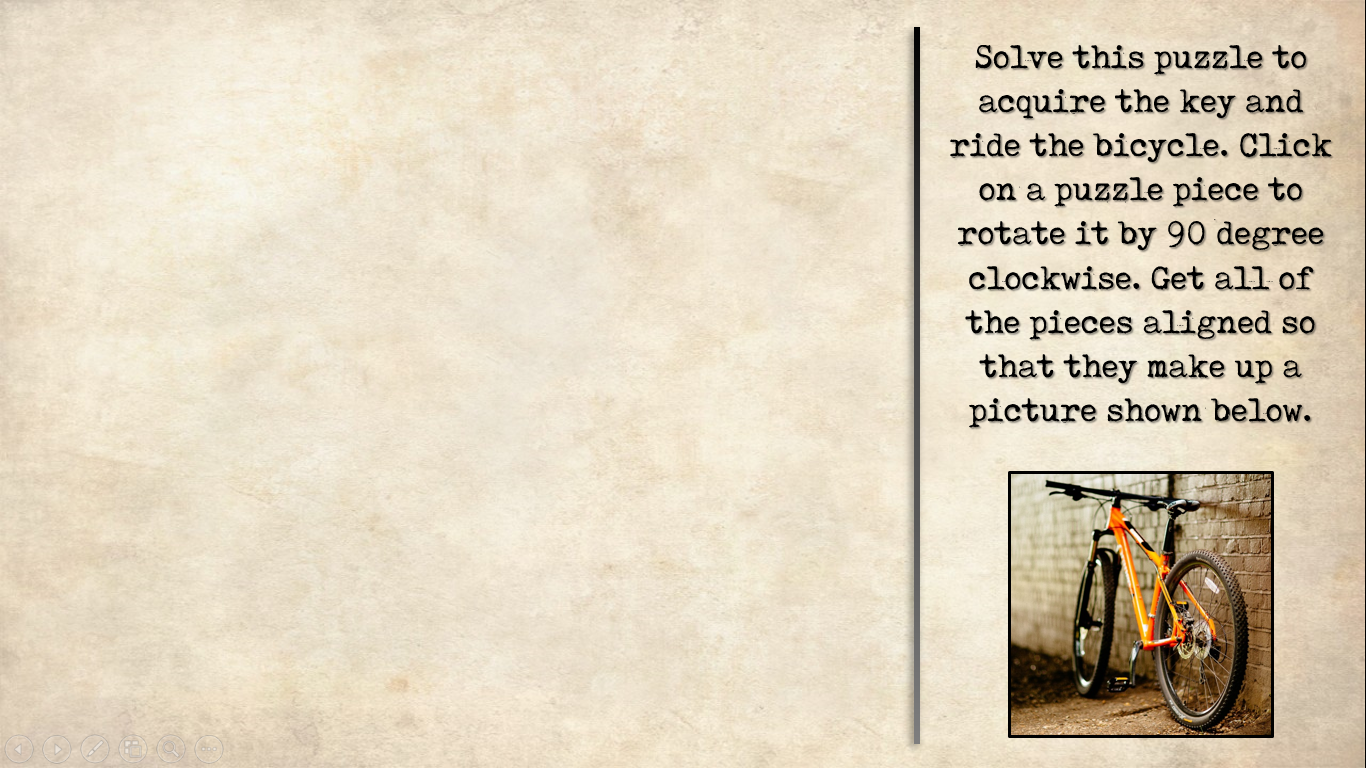 Solve this puzzle to
acquire the key and
ride the bicycle. Click
on a puzzle piece to
rotate it by 90 degree
clockwise. Get all of
the pieces aligned so
that they make up a
picture shown below.